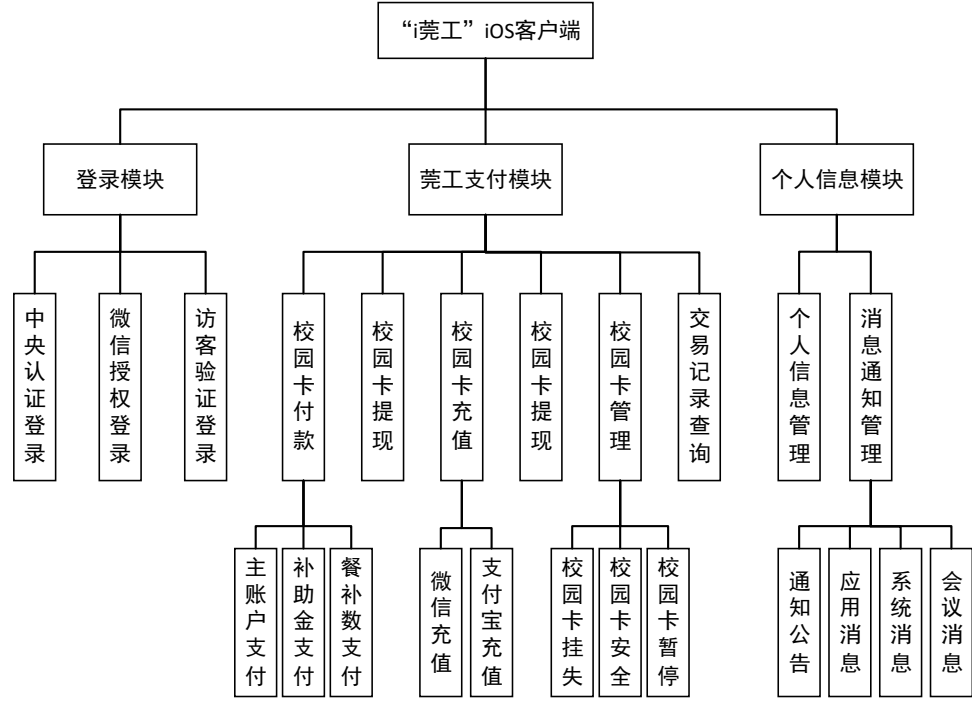 “i莞工”iOS客户端
登录模块
莞工支付模块
个人信息模块
中央认证登录
微信授权登录
访客验证登录
校园卡付款
校园卡提现
校园卡充值
校园卡提现
校园卡管理
交易记录查询
个人信息管理
消息通知管理
主账户支付
补助金支付
餐补数支付
微信充值
支付宝充值
校园卡挂失
校园卡安全
校园卡暂停
通知公告
应用消息
系统消息
会议消息